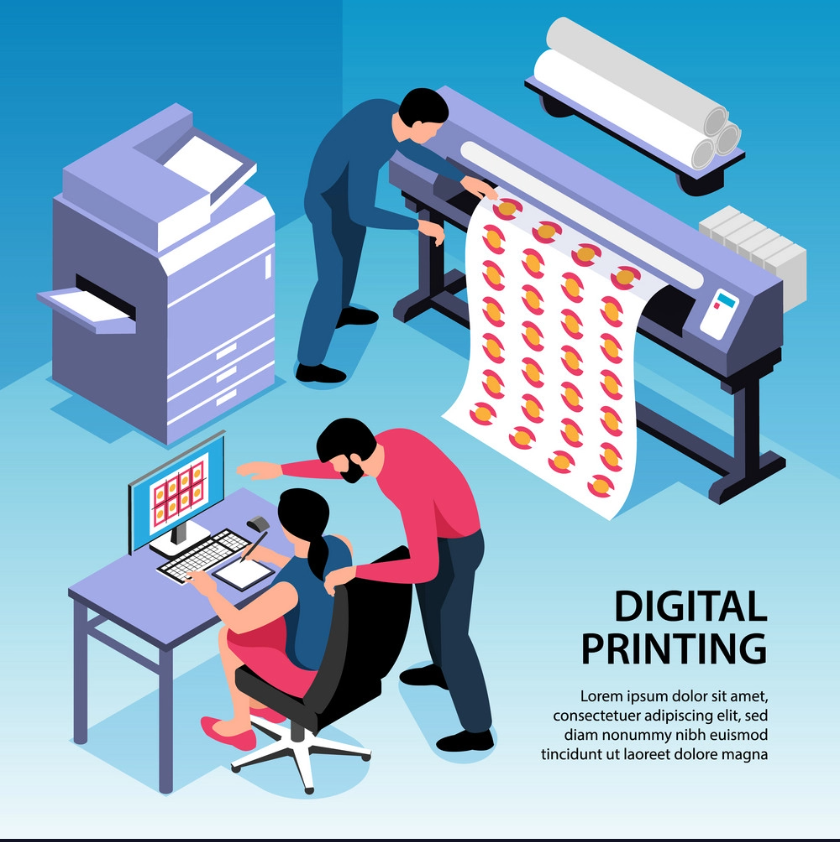 DIGITAL
PRINTING
Lorem ipsum dolor sit amet,
consectetuer adipiscing elit, sed
diam nonummy nibh euismod
tincidunt ut laoreet dolore magna